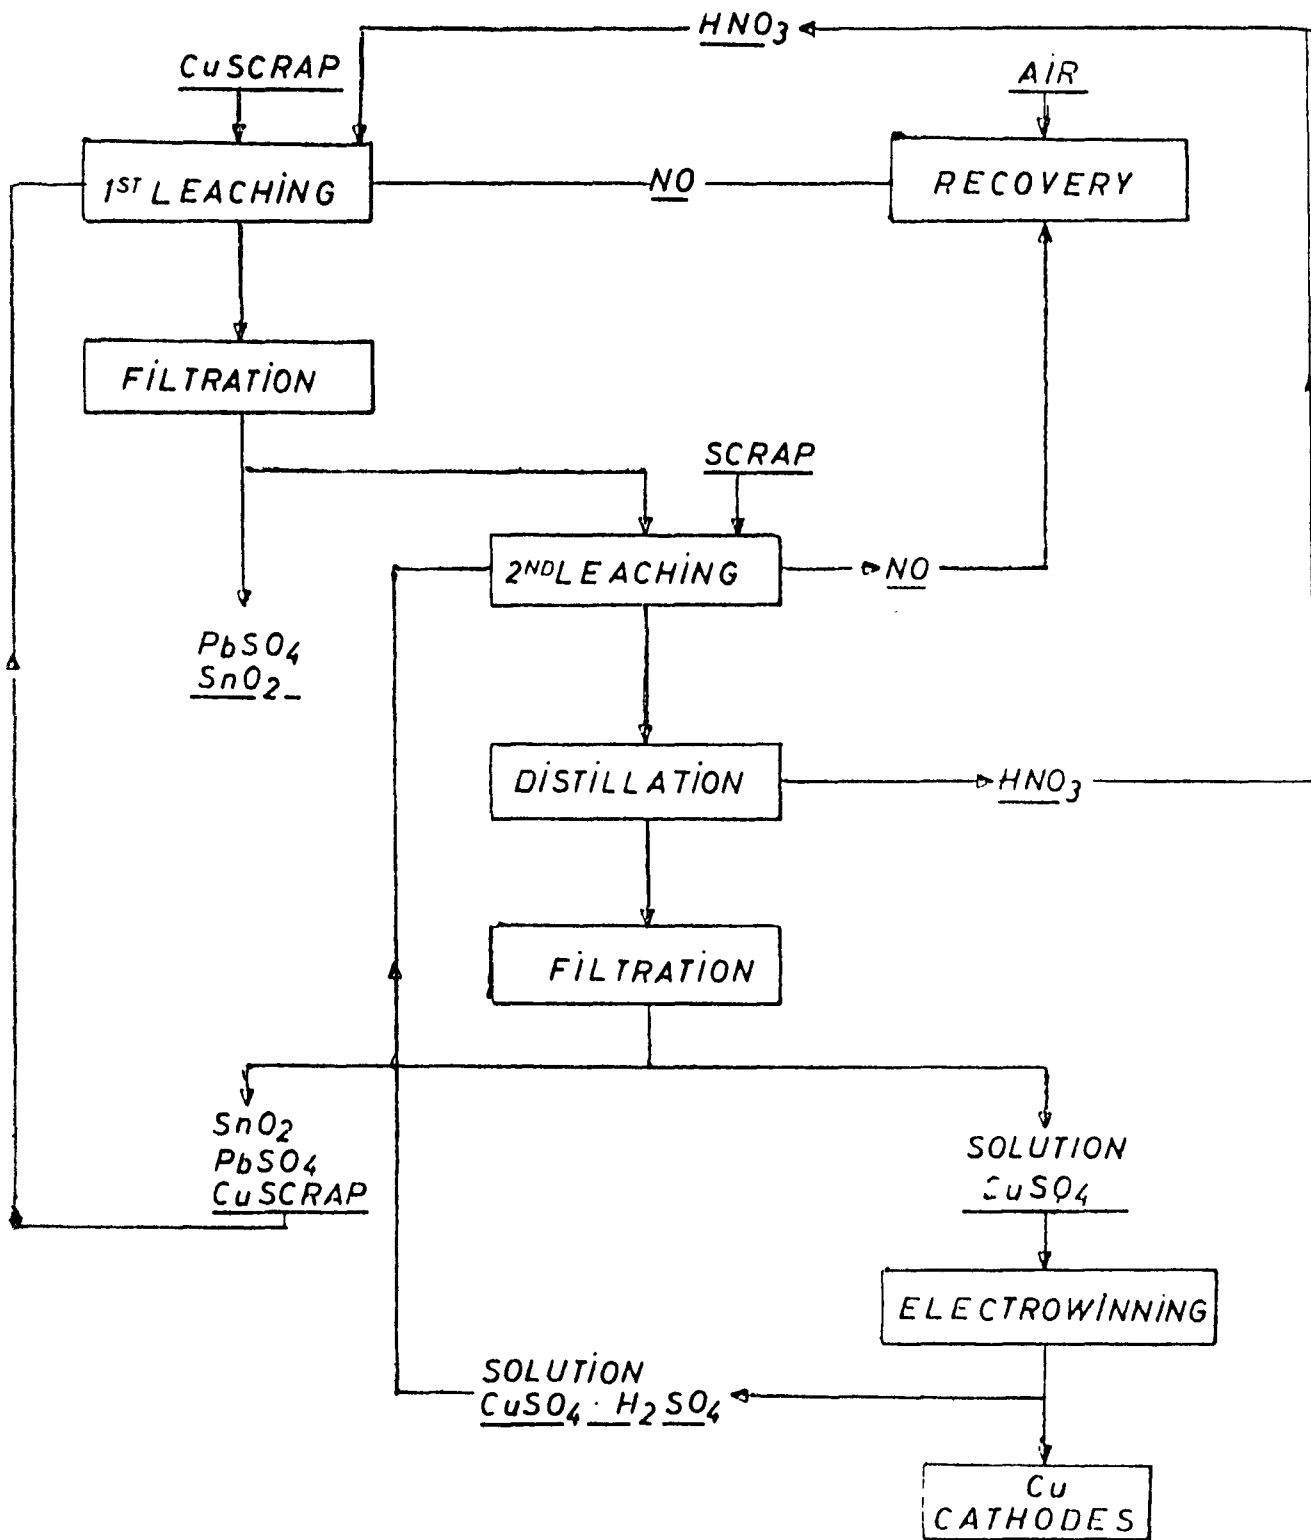 HNO3
CuSCRAP
AiR
1ST LEACHiNG
NO
RECOVERY
FiLTRATiON
SCRAP
2ND LEACHiNG
NO
PbSO4
SnO2
DiSTiLLATiON
HNO3
FiLTRATiON
SnO2
PbSO4
CuSCRAP
SOLUTiON
CuSO4
ELECTROWiNNiNG
SOLUTiON
CuSO4 · H2SO4
Cu
CATHODES